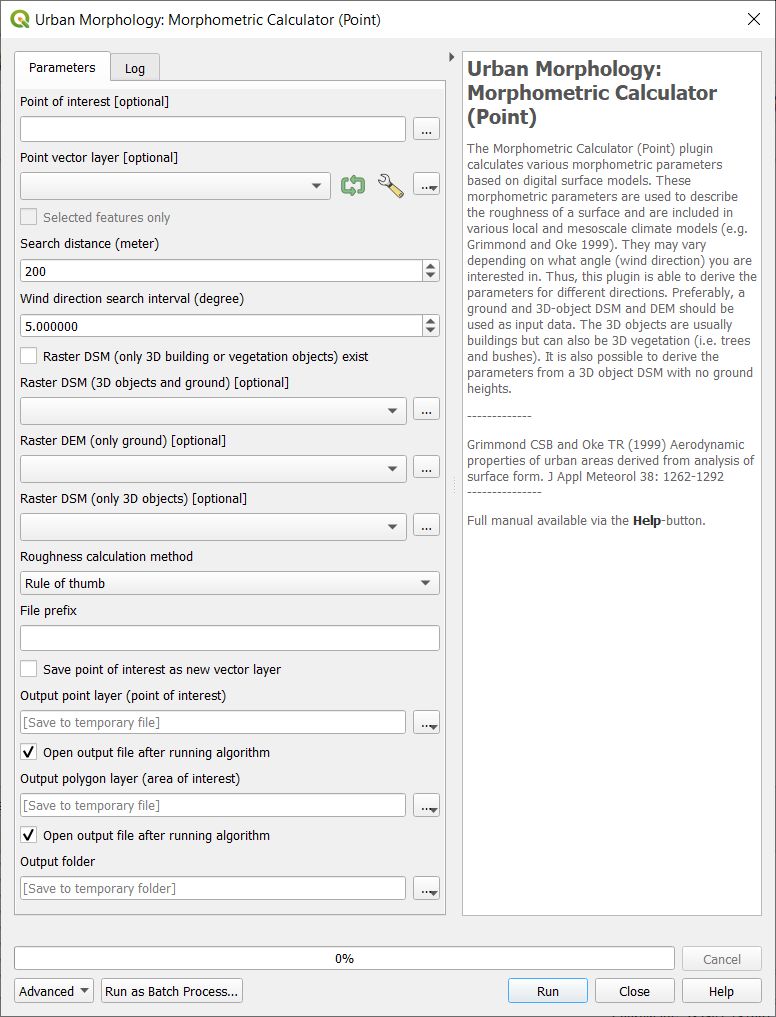 Urban Morphology: Morphometric Calculator (Point)
Parameters
Log
Point of interest [optional]
...
Point vector layer [optional]
...
Selected features only
Search distance (meter)
200
Wind direction search interval (degree)
5.000000
Raster DSM (only 3D building or vegetation objects) exist
Raster DSM (3D objects and ground) [optional]
...
Raster DEM (only ground) [optional]
...
Raster DSM (only 3D objects) [optional]
...
Roughness calculation method
Rule of thumb
File prefix
Save point of interest as new vector layer
Output point layer (point of interest)
[Save to temporary file]
...
Open output file after running algorithm
Output polygon layer (area of interest)
[Save to temporary file]
...
Open output file after running algorithm
Output folder
[Save to temporary folder]
...
Urban Morphology:
Morphometric Calculator
(Point)
The Morphometric Calculator (Point) plugin
calculates various morphometric parameters
based on digital surface models. These
morphometric parameters are used to describe
the roughness of a surface and are included in
various local and mesoscale climate models (e.g.
Grimmond and Oke 1999). They may vary
depending on what angle (wind direction) you are
interested in. Thus, this plugin is able to derive the
parameters for different directions. Preferably, a
ground and 3D-object DSM and DEM should be
used as input data. The 3D objects are usually
buildings but can also be 3D vegetation (i.e. trees
and bushes). It is also possible to derive the
parameters from a 3D object DSM with no ground
heights.
-------------
Grimmond CSB and Oke TR (1999) Aerodynamic
properties of urban areas derived from analysis of
surface form. J Appl Meteorol 38: 1262-1292
---------------
Full manual available via the Help-button.
0%
Cancel
Advanced
Run as Batch Process...
Run
Close
Help